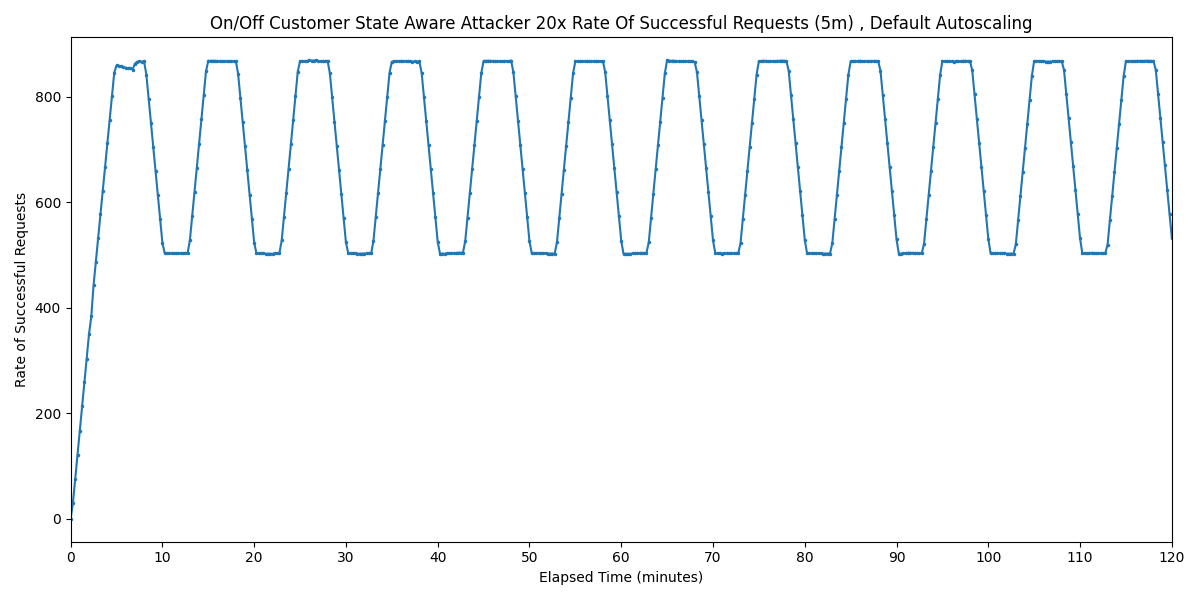 On/Off Customer State Aware Attacker 20x Rate Of Successful Requests (5m) , Default Autoscaling
Rate of Successful Requests
800
600
400
200
0
0 10 20 30 40 50 60 70 80 90 100 110 120
Elapsed Time (minutes)